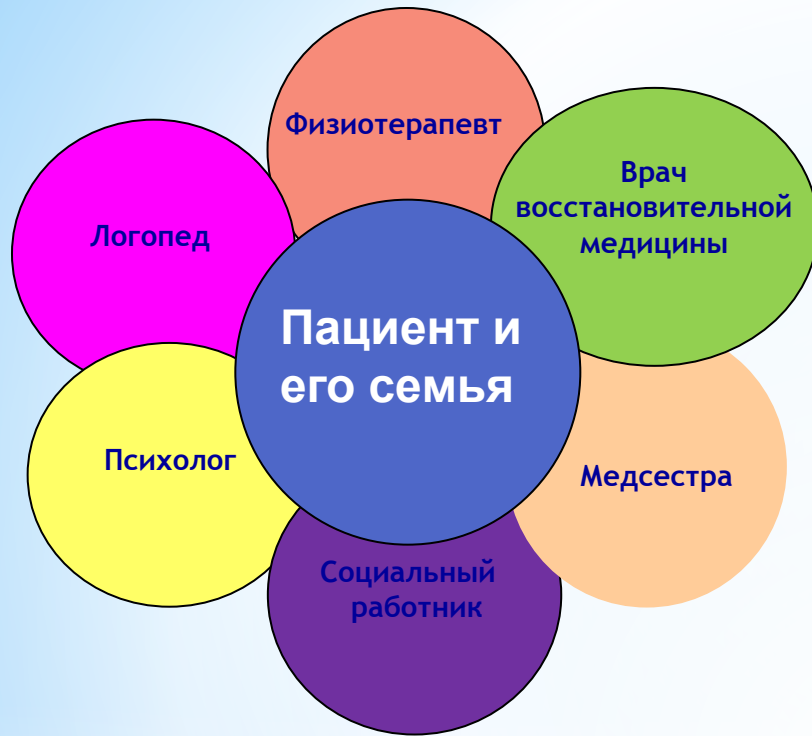 Физиотерапевт
Врач
восстановительной
медицины
Логопед
Пациент и
его семья
Психолог
Медсестра
Социальный
работник